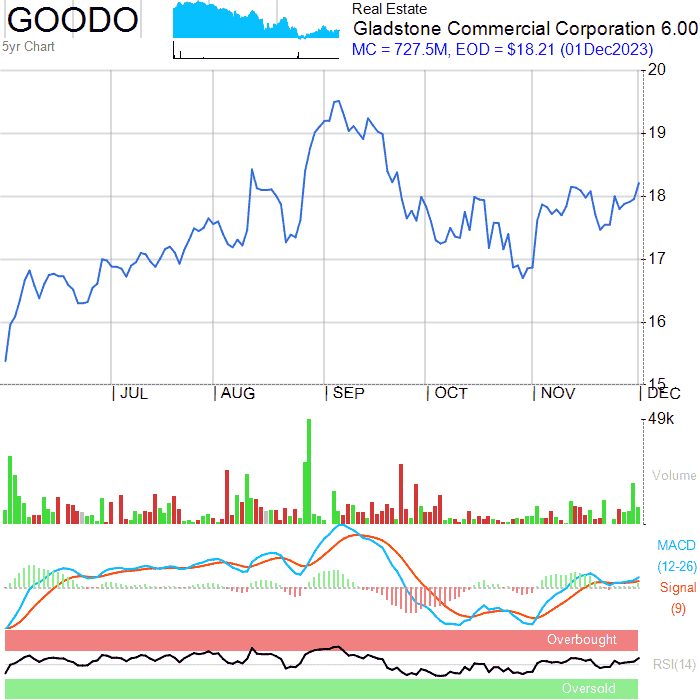 GOODO
5yr Chart
Real Estate
Gladstone Commercial Corporation 6.00
MC = 727.5M, EOD = $18.21 (01Dec2023)
20
19
18
17
16
15
JUL AUG SEP OCT NOV DEC
49k
Volume
MACD
(12-26)
Signal
(9)
Overbought
RSI(14)
Oversold